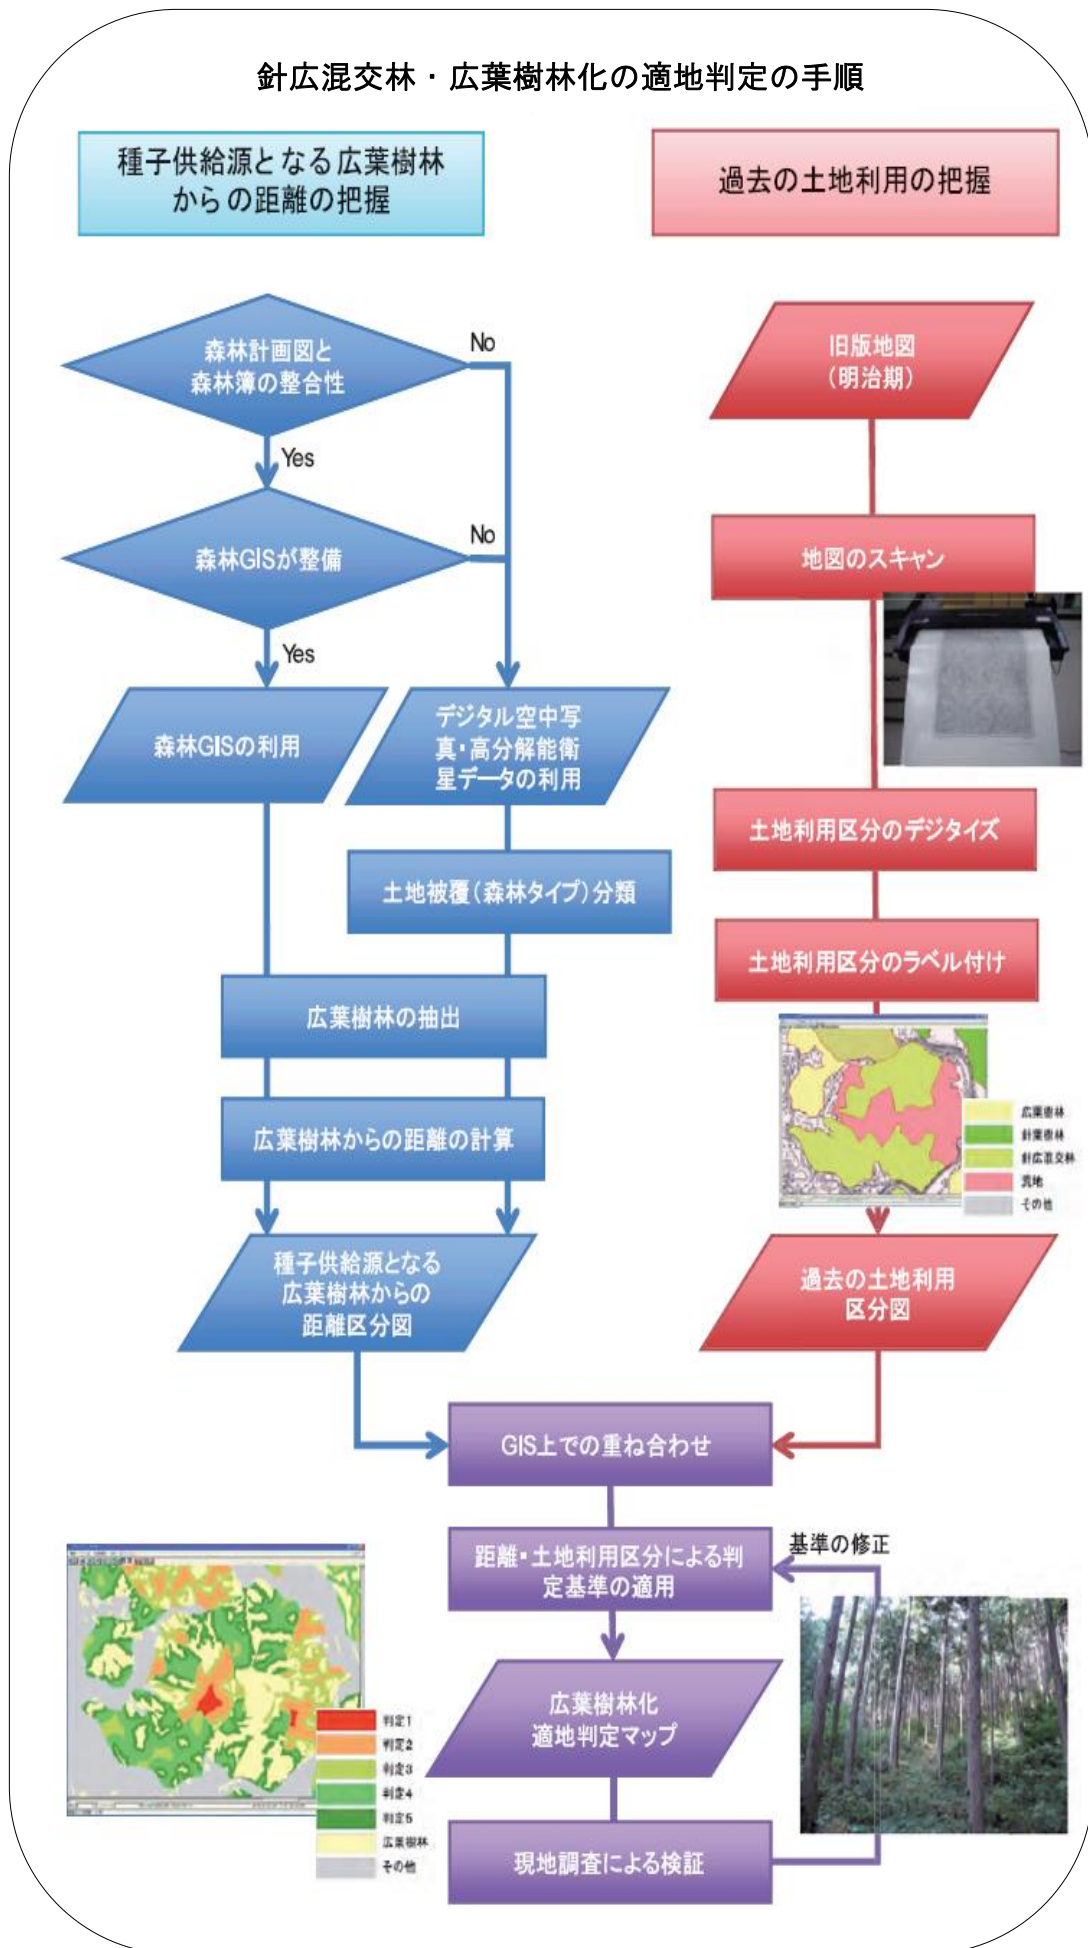 針広混交林・広葉樹林化の適地判定の手順
種子供給源となる広葉樹林
からの距離の把握
過去の土地利用の把握
森林計画図と
森林簿の整合性
No
Yes
森林GISが整備
No
Yes
森林GISの利用
デジタル空中写
真・高分解能衛
星データの利用
土地被覆(森林タイプ)分類
広葉樹林の抽出
広葉樹林からの距離の計算
種子供給源となる
広葉樹林からの
距離区分図
旧版地図
(明治期)
地図のスキャン
土地利用区分のデジタイズ
土地利用区分のラベル付け
広葉樹林
針葉樹林
針広混交林
荒地
その他
過去の土地利用
区分図
GIS上での重ね合わせ
距離・土地利用区分による判
定基準の適用
基準の修正
広葉樹林化
適地判定マップ
現地調査による検証
判定1
判定2
判定3
判定4
判定5
広葉樹林
その他